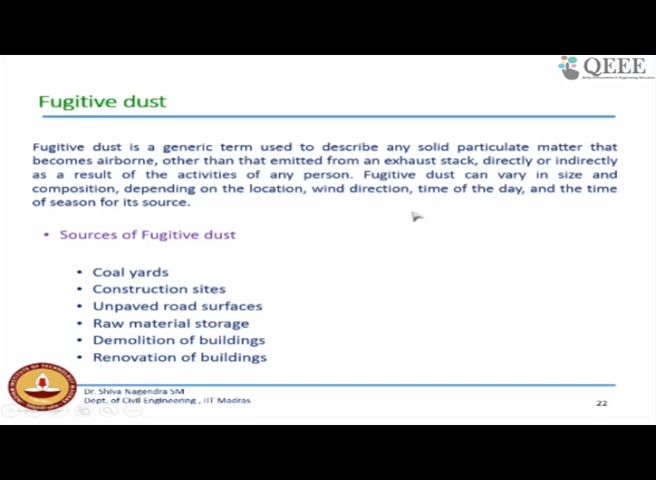 QEEE
Fugitive dust
Fugitive dust is a generic term used to describe any solid particulate matter that
becomes airborne, other than that emitted from an exhaust stack, directly or indirectly
as a result of the activities of any person. Fugitive dust can vary in size and
composition, depending on the location, wind direction, time of the day, and the time
of season for its source.
• Sources of Fugitive dust
• Coal yards
• Construction sites
• Unpaved road surfaces
• Raw material storage
• Demolition of buildings
• Renovation of buildings
Dr. Shiva Nagendra SM
Dept. of Civil Engineering , IIT Madras
22